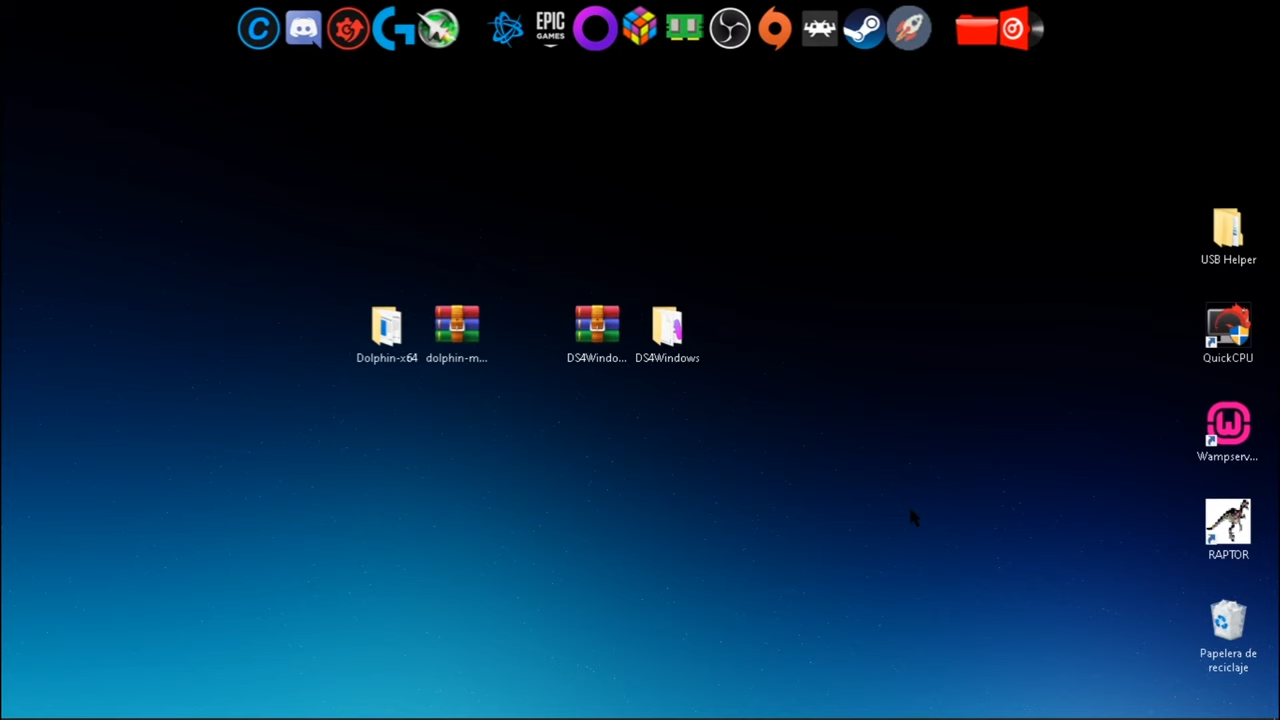 EPIC
GAMES
USB Helper
Dolphin-x64
dolphin-m...
DS4Windo...
DS4Windows
QuickCPU
Wampserv...
RAPTOR
Papelera de
reciclaje